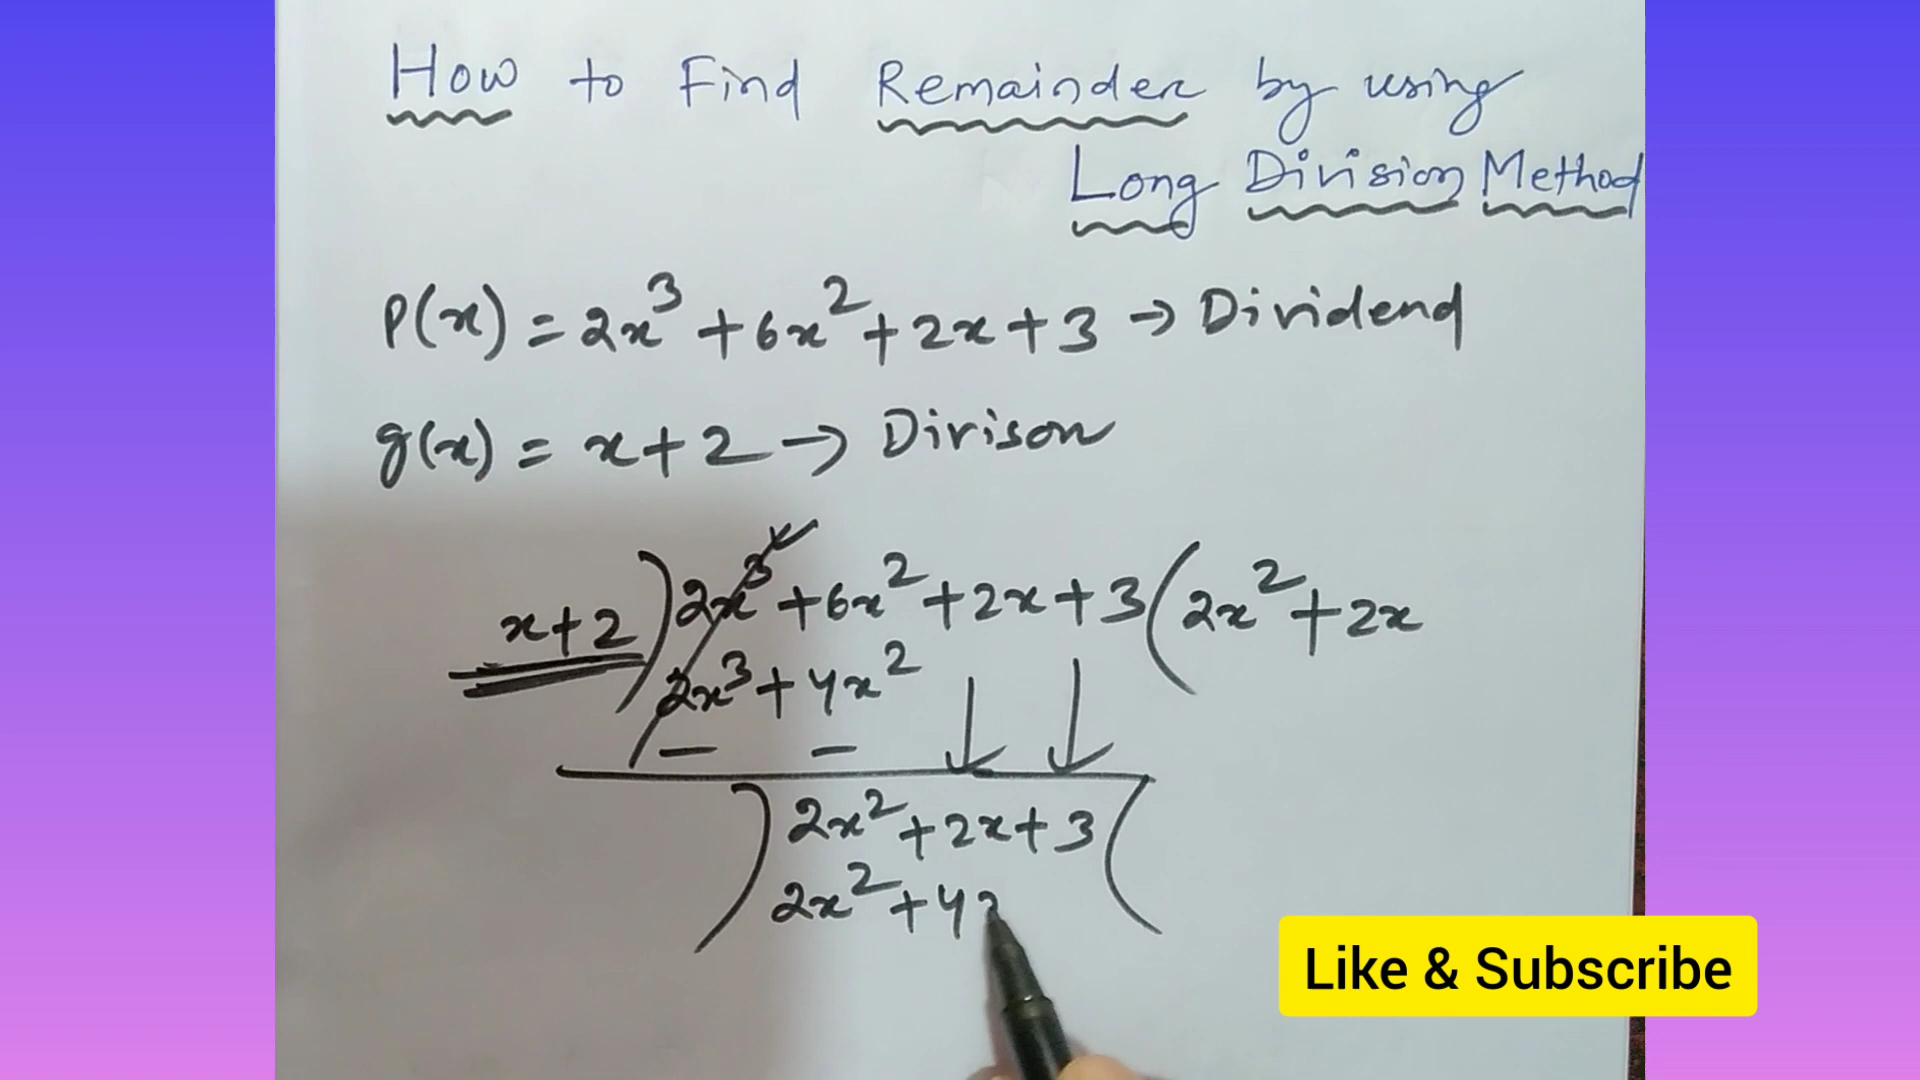 How to Find Remainder by using
Long Division Method
P(x) = 2x³ + 6x² + 2x + 3 → Dividend
g(x) = x + 2 → Divison
x+2 ) 2x³ + 6x² + 2x + 3 ( 2x² + 2x
2x³ + 4x²
− −
) 2x² + 2x + 3 (
2x² + 4x
Like & Subscribe